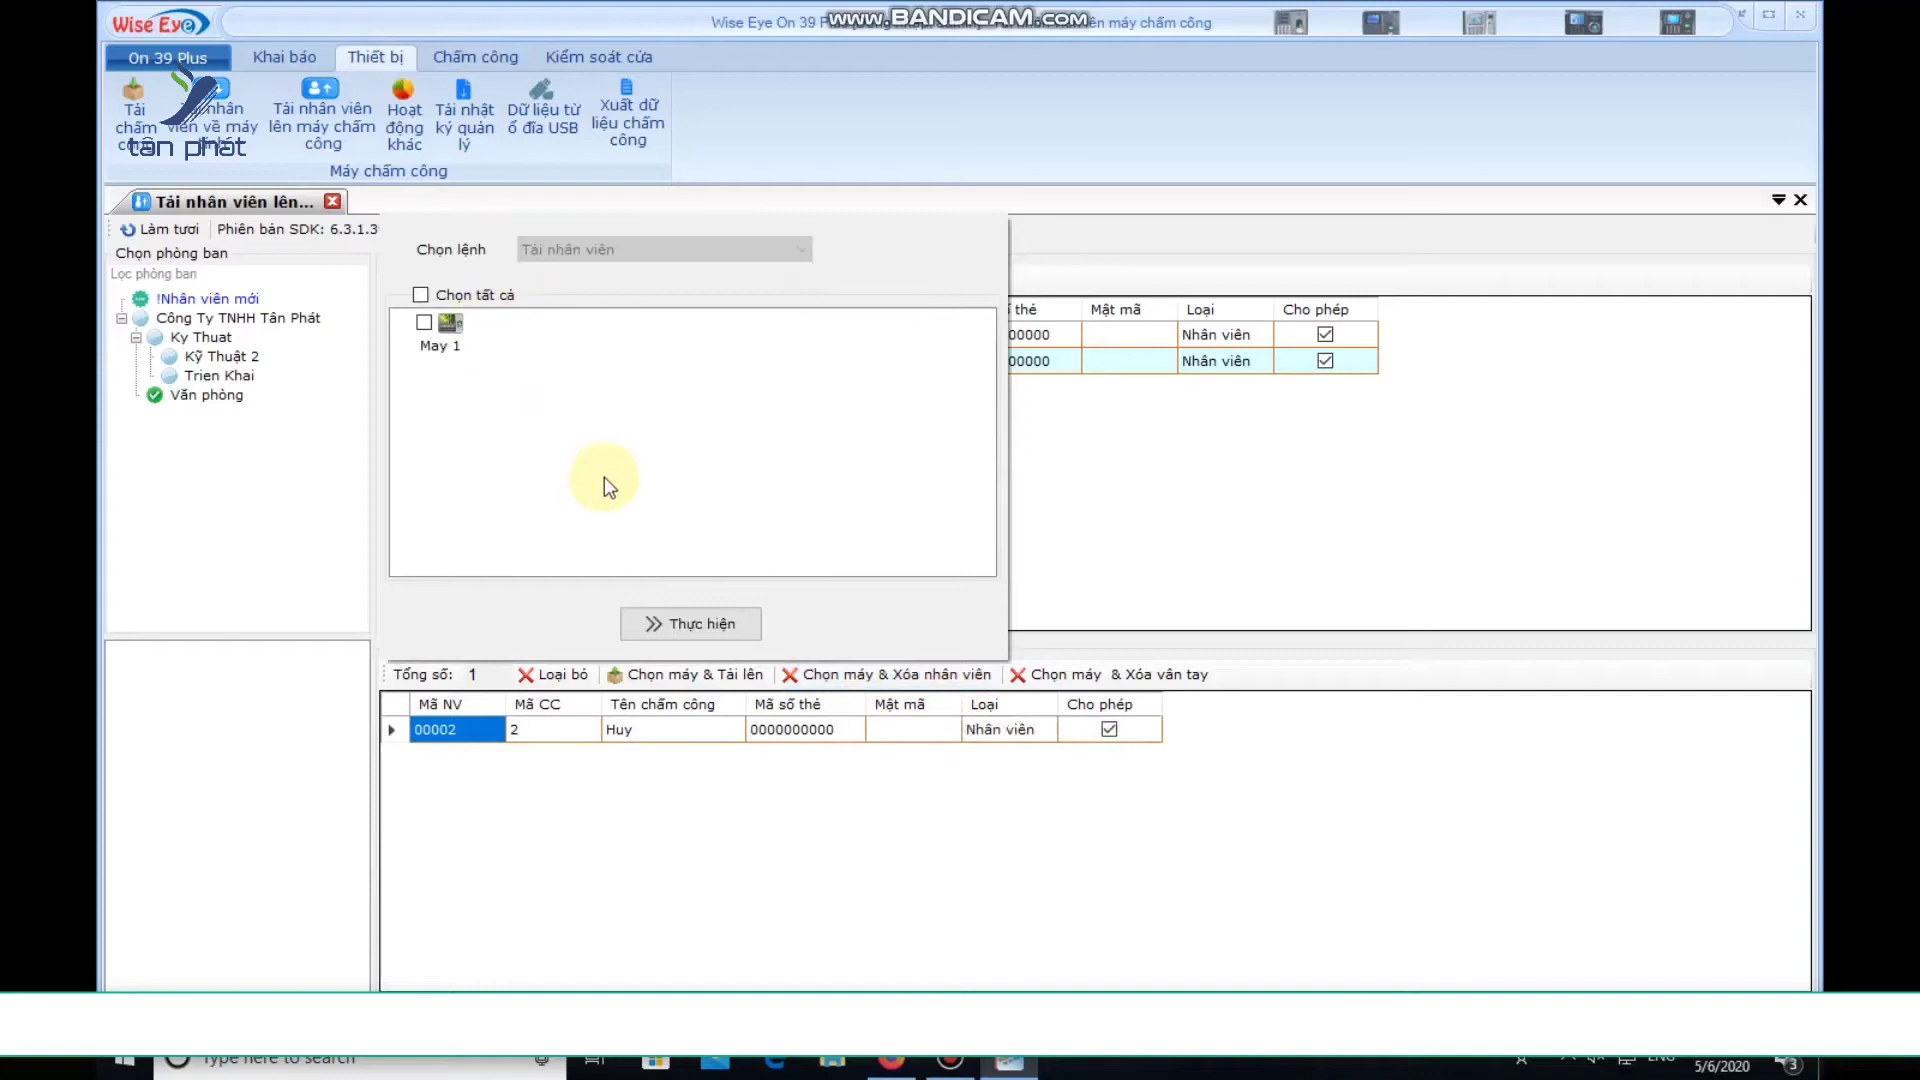 Wise Eye
Wise Eye On 39 P
www.BANDICAM.com
ên máy chấm công
On 39 Plus
Khai báo
Thiết bị
Chấm công
Kiểm soát cửa
Tải
chấm
nhân
viên về máy
Tải nhân viên
lên máy chấm
công
Hoạt
động
khác
Tải nhật
ký quản
lý
Dữ liệu từ
ổ đĩa USB
Xuất dữ
liệu chấm
công
tân phát
Máy chấm công
Tải nhân viên lên...
Làm tươi
Phiên bản SDK: 6.3.1.3
Chọn phòng ban
Lọc phòng ban
!Nhân viên mới
Công Ty TNHH Tân Phát
Ky Thuat
Kỹ Thuật 2
Trien Khai
Văn phòng
Chọn lệnh
Tải nhân viên
Chọn tất cả
May 1
Thực hiện
thẻ
Mật mã
Loại
Cho phép
00000
Nhân viên
00000
Nhân viên
Tổng số: 1
Loại bỏ
Chọn máy & Tải lên
Chọn máy & Xóa nhân viên
Chọn máy & Xóa vân tay
Mã NV
Mã CC
Tên chấm công
Mã số thẻ
Mật mã
Loại
Cho phép
00002
2
Huy
0000000000
Nhân viên
Type here to search
ENG
5/6/2020
3